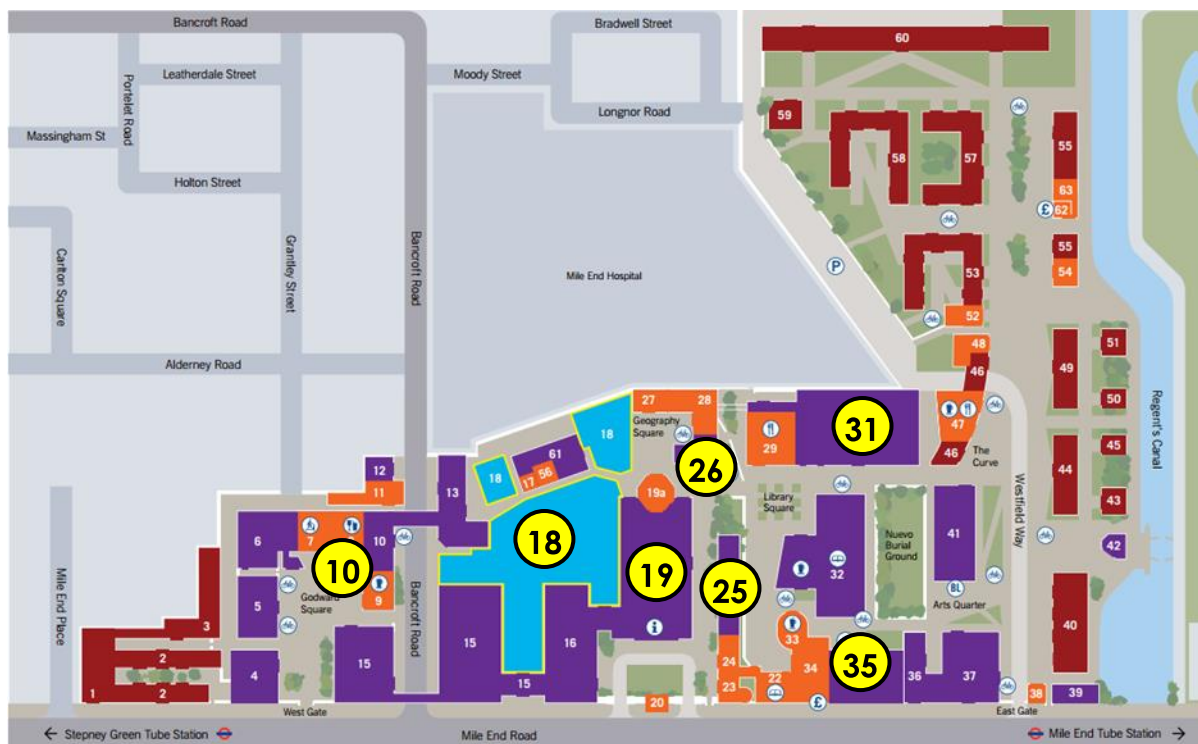 Bancroft Road
Bradwell Street
Leatherdale Street
Moody Street
Longnor Road
Portelet Road
Massingham St
Holton Street
Grantley Street
Bancroft Road
Carlton Square
Alderney Road
Mile End Hospital
60
59
58
57
55
63
£ 62
55
54
P
53
52
48
46
47
46
The
Curve
49
51
50
45
44
43
42
Regent's Canal
Westfield Way
27
28
Geography
Square
18
61
17
56
18
19a
26
29
31
12
11
13
6
7
10
10
9
5
Godward
Square
18
19
i
25
Library
Square
32
Nuevo
Burial
Ground
41
BL
Arts Quarter
3
2
1
2
4
15
15
15
16
24
23
22
33
34
£
35
36
37
40
38
39
20
Mile End Place
Bancroft Road
West Gate
East Gate
← Stepney Green Tube Station
Mile End Road
Mile End Tube Station →